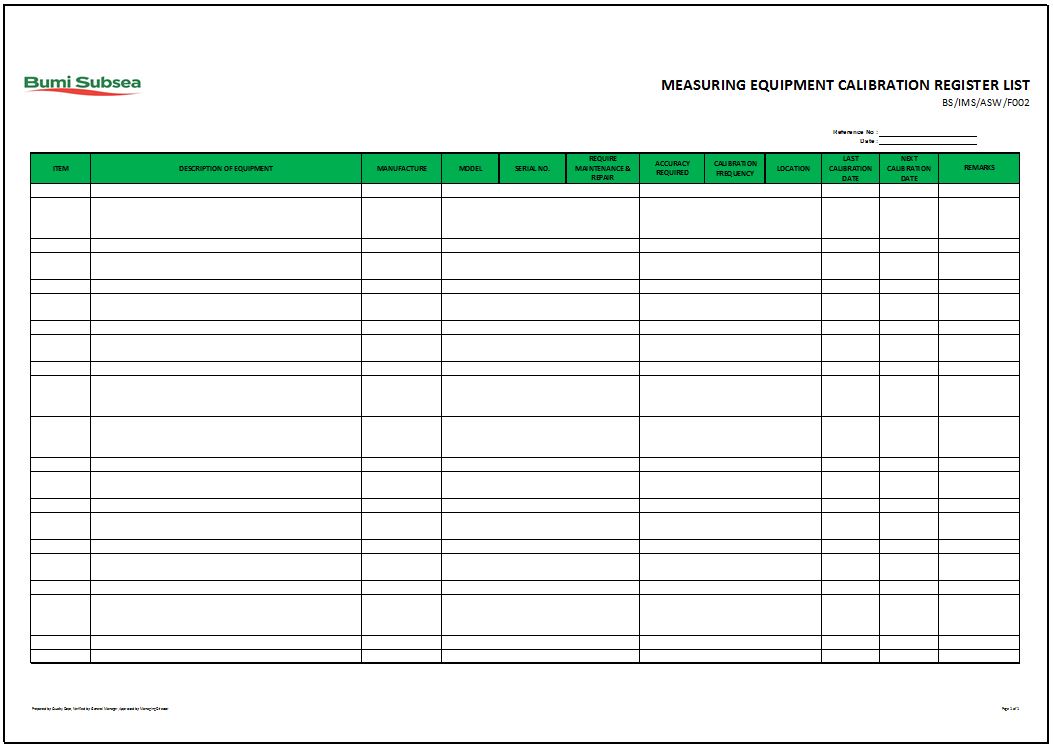 Bumi Subsea
MEASURING EQUIPMENT CALIBRATION REGISTER LIST
BS/IMS/ASW/F002
Reference No :
Date :
ITEM
DESCRIPTION OF EQUIPMENT
MANUFACTURE
MODEL
SERIAL NO.
REQUIRE
MAINTENANCE &
REPAIR
ACCURACY
REQUIRED
CALIBRATION
FREQUENCY
LOCATION
LAST
CALIBRATION
DATE
NEXT
CALIBRATION
DATE
REMARKS
Prepared by Quality Dept, Verified by General Manager, Approved by Managing Director
Page 1 of 1